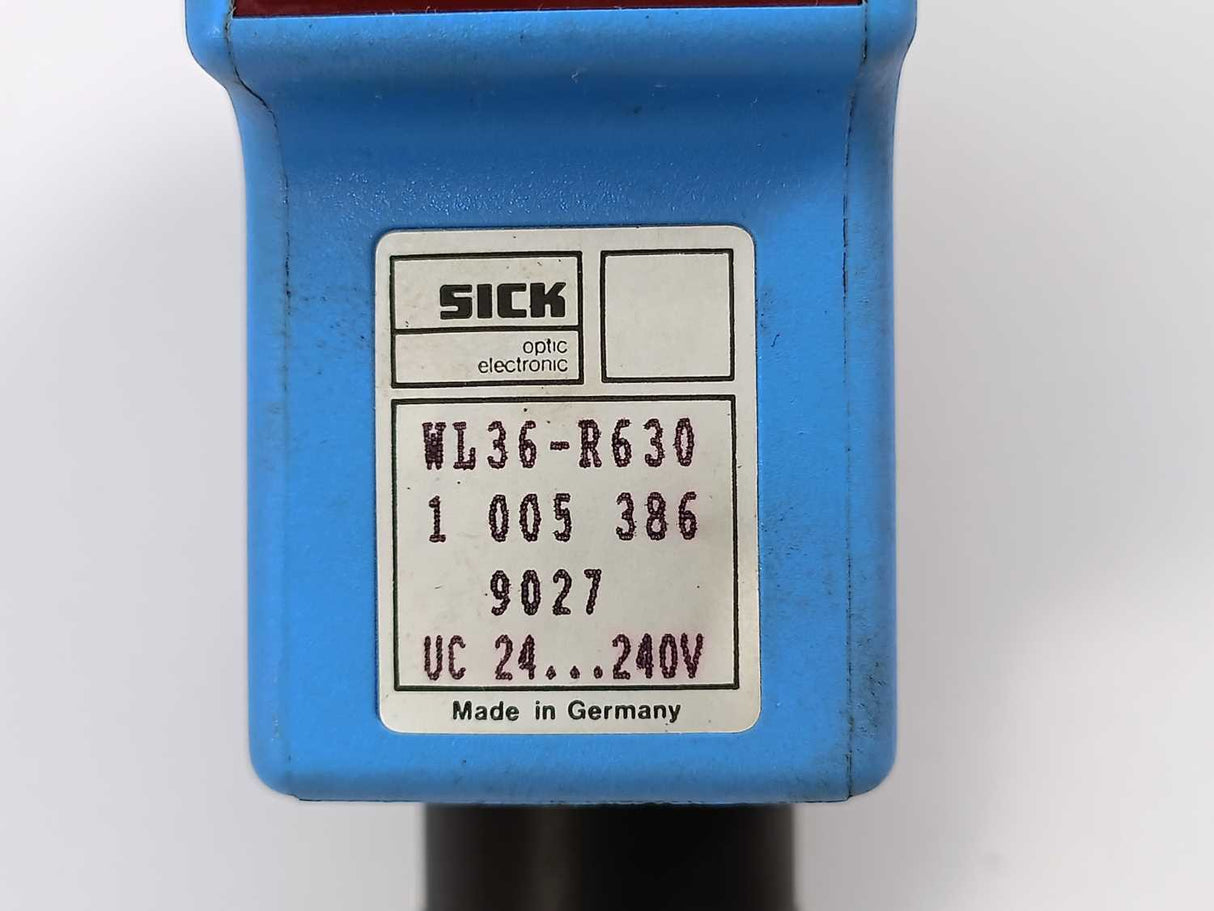 SICK
optic
electronic
WL36-R630
1 005 386
9027
UC 24...240V
Made in Germany